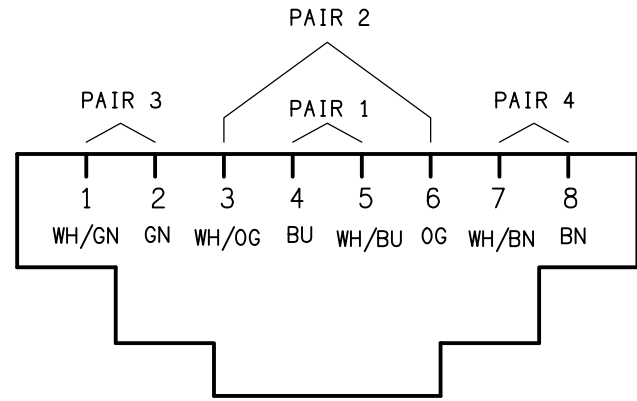 PAIR 2
PAIR 3 PAIR 1 PAIR 4
1 2 3 4 5 6 7 8
WH/GN GN WH/OG BU WH/BU OG WH/BN BN